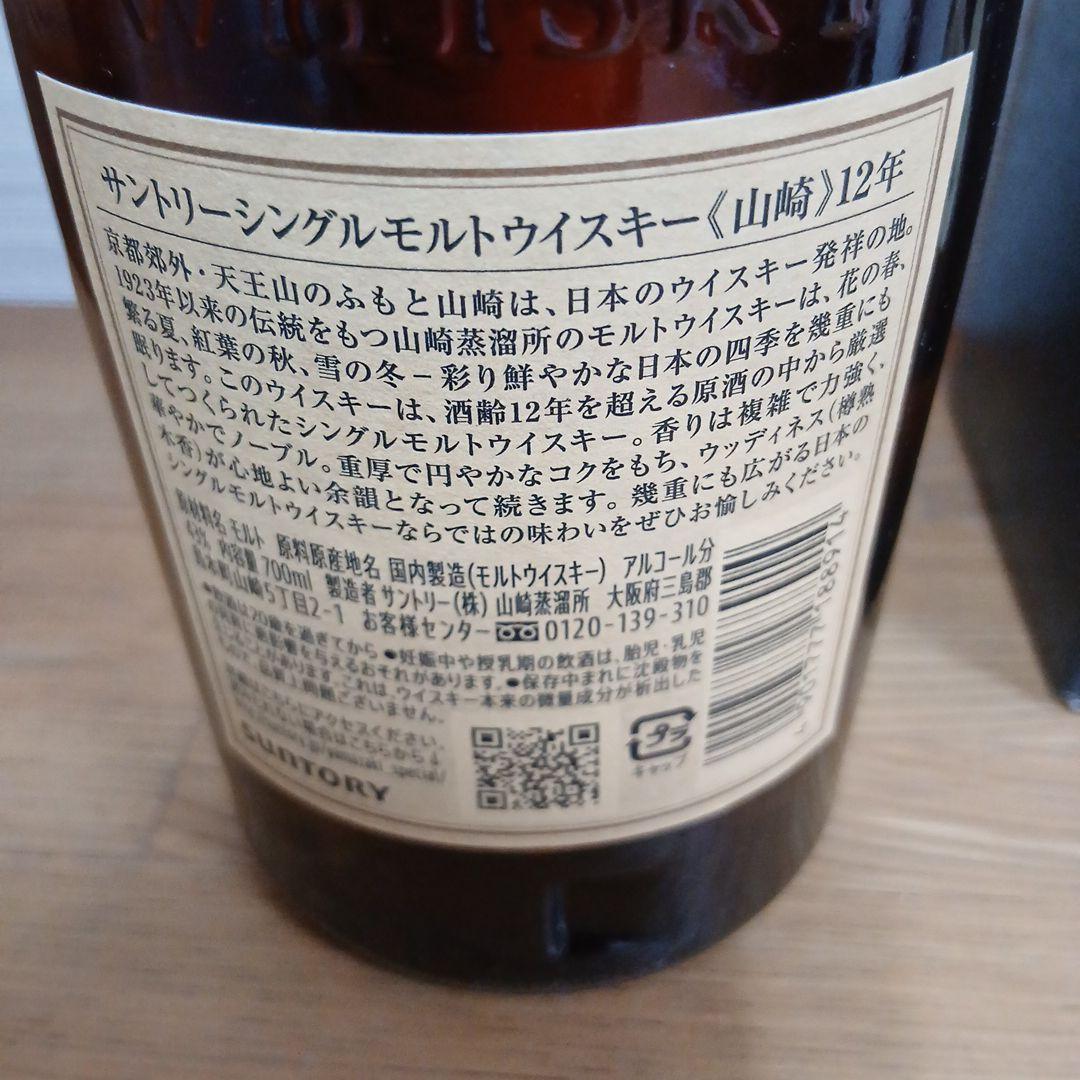 WHISKY
サントリーシングルモルトウイスキー《山崎》12年
京都郊外・天王山のふもと山崎は、日本のウイスキー発祥の地。
1923年以来の伝統をもつ山崎蒸溜所のモルトウイスキーは、花の春、
繁る夏、紅葉の秋、雪の冬－彩り鮮やかな日本の四季を幾重にも
眠ります。このウイスキーは、酒齢12年を超える原酒の中から厳選
してつくられたシングルモルトウイスキー。香りは複雑で力強く、
華やかでノーブル。重厚で円やかなコクをもち、ウッディネス(樽熟
木香)が心地よい余韻となって続きます。幾重にも広がる日本の
シングルモルトウイスキーならではの味わいをぜひお愉しみください。
原材料名 モルト 原料原産地名 国内製造(モルトウイスキー) アルコール分
43% 内容量 700ml 製造者 サントリー(株) 山崎蒸溜所 大阪府三島郡
島本町山崎5丁目2-1 お客様センター 0120-139-310
●飲酒は20歳を過ぎてから ●妊娠中や授乳期の飲酒は、胎児・乳児
の発育に悪影響を与えるおそれがあります。●保存中まれに沈殿物を
生じることがあります。これは、ウイスキー本来の微量成分が析出した
もので、品質上問題ございません。
にアクセスください。
場合はこちらから↓
SUNTORY
プラ
キャップ